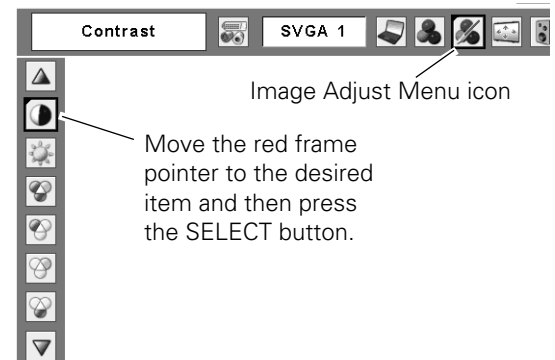 Contrast
SVGA 1
Image Adjust Menu icon
Move the red frame
pointer to the desired
item and then press
the SELECT button.